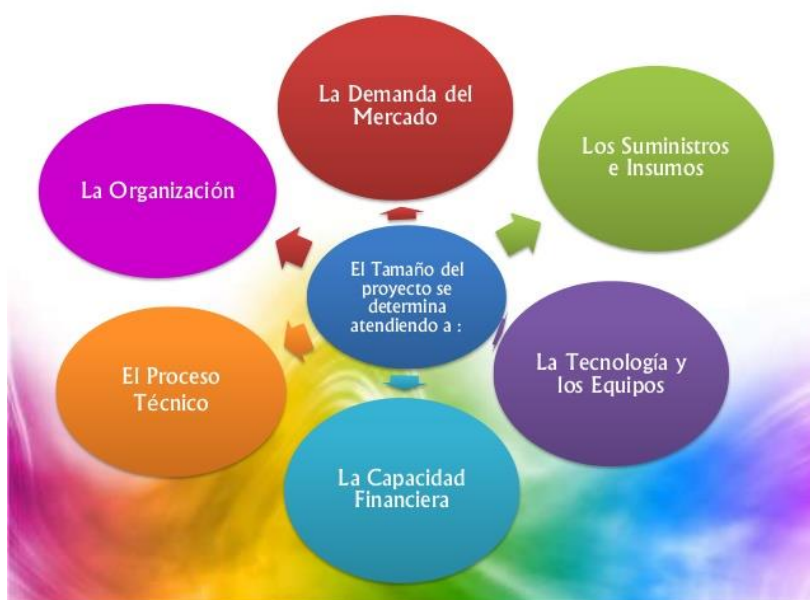 La Demanda del
Mercado
Los Suministros
e Insumos
La Organización
El Tamaño del
proyecto se
determina
atendiendo a :
La Tecnología y
los Equipos
El Proceso
Técnico
La Capacidad
Financiera